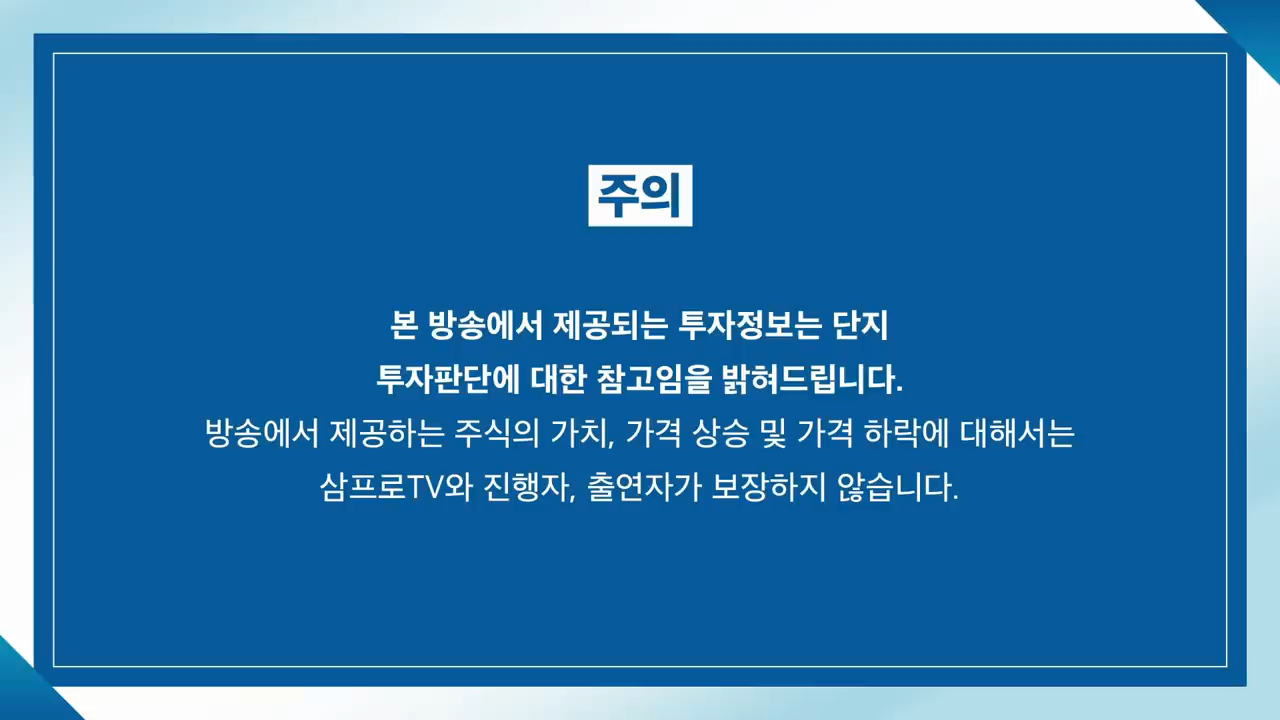 주의
본 방송에서 제공되는 투자정보는 단지
투자판단에 대한 참고임을 밝혀드립니다.
방송에서 제공하는 주식의 가치, 가격 상승 및 가격 하락에 대해서는
삼프로TV와 진행자, 출연자가 보장하지 않습니다.